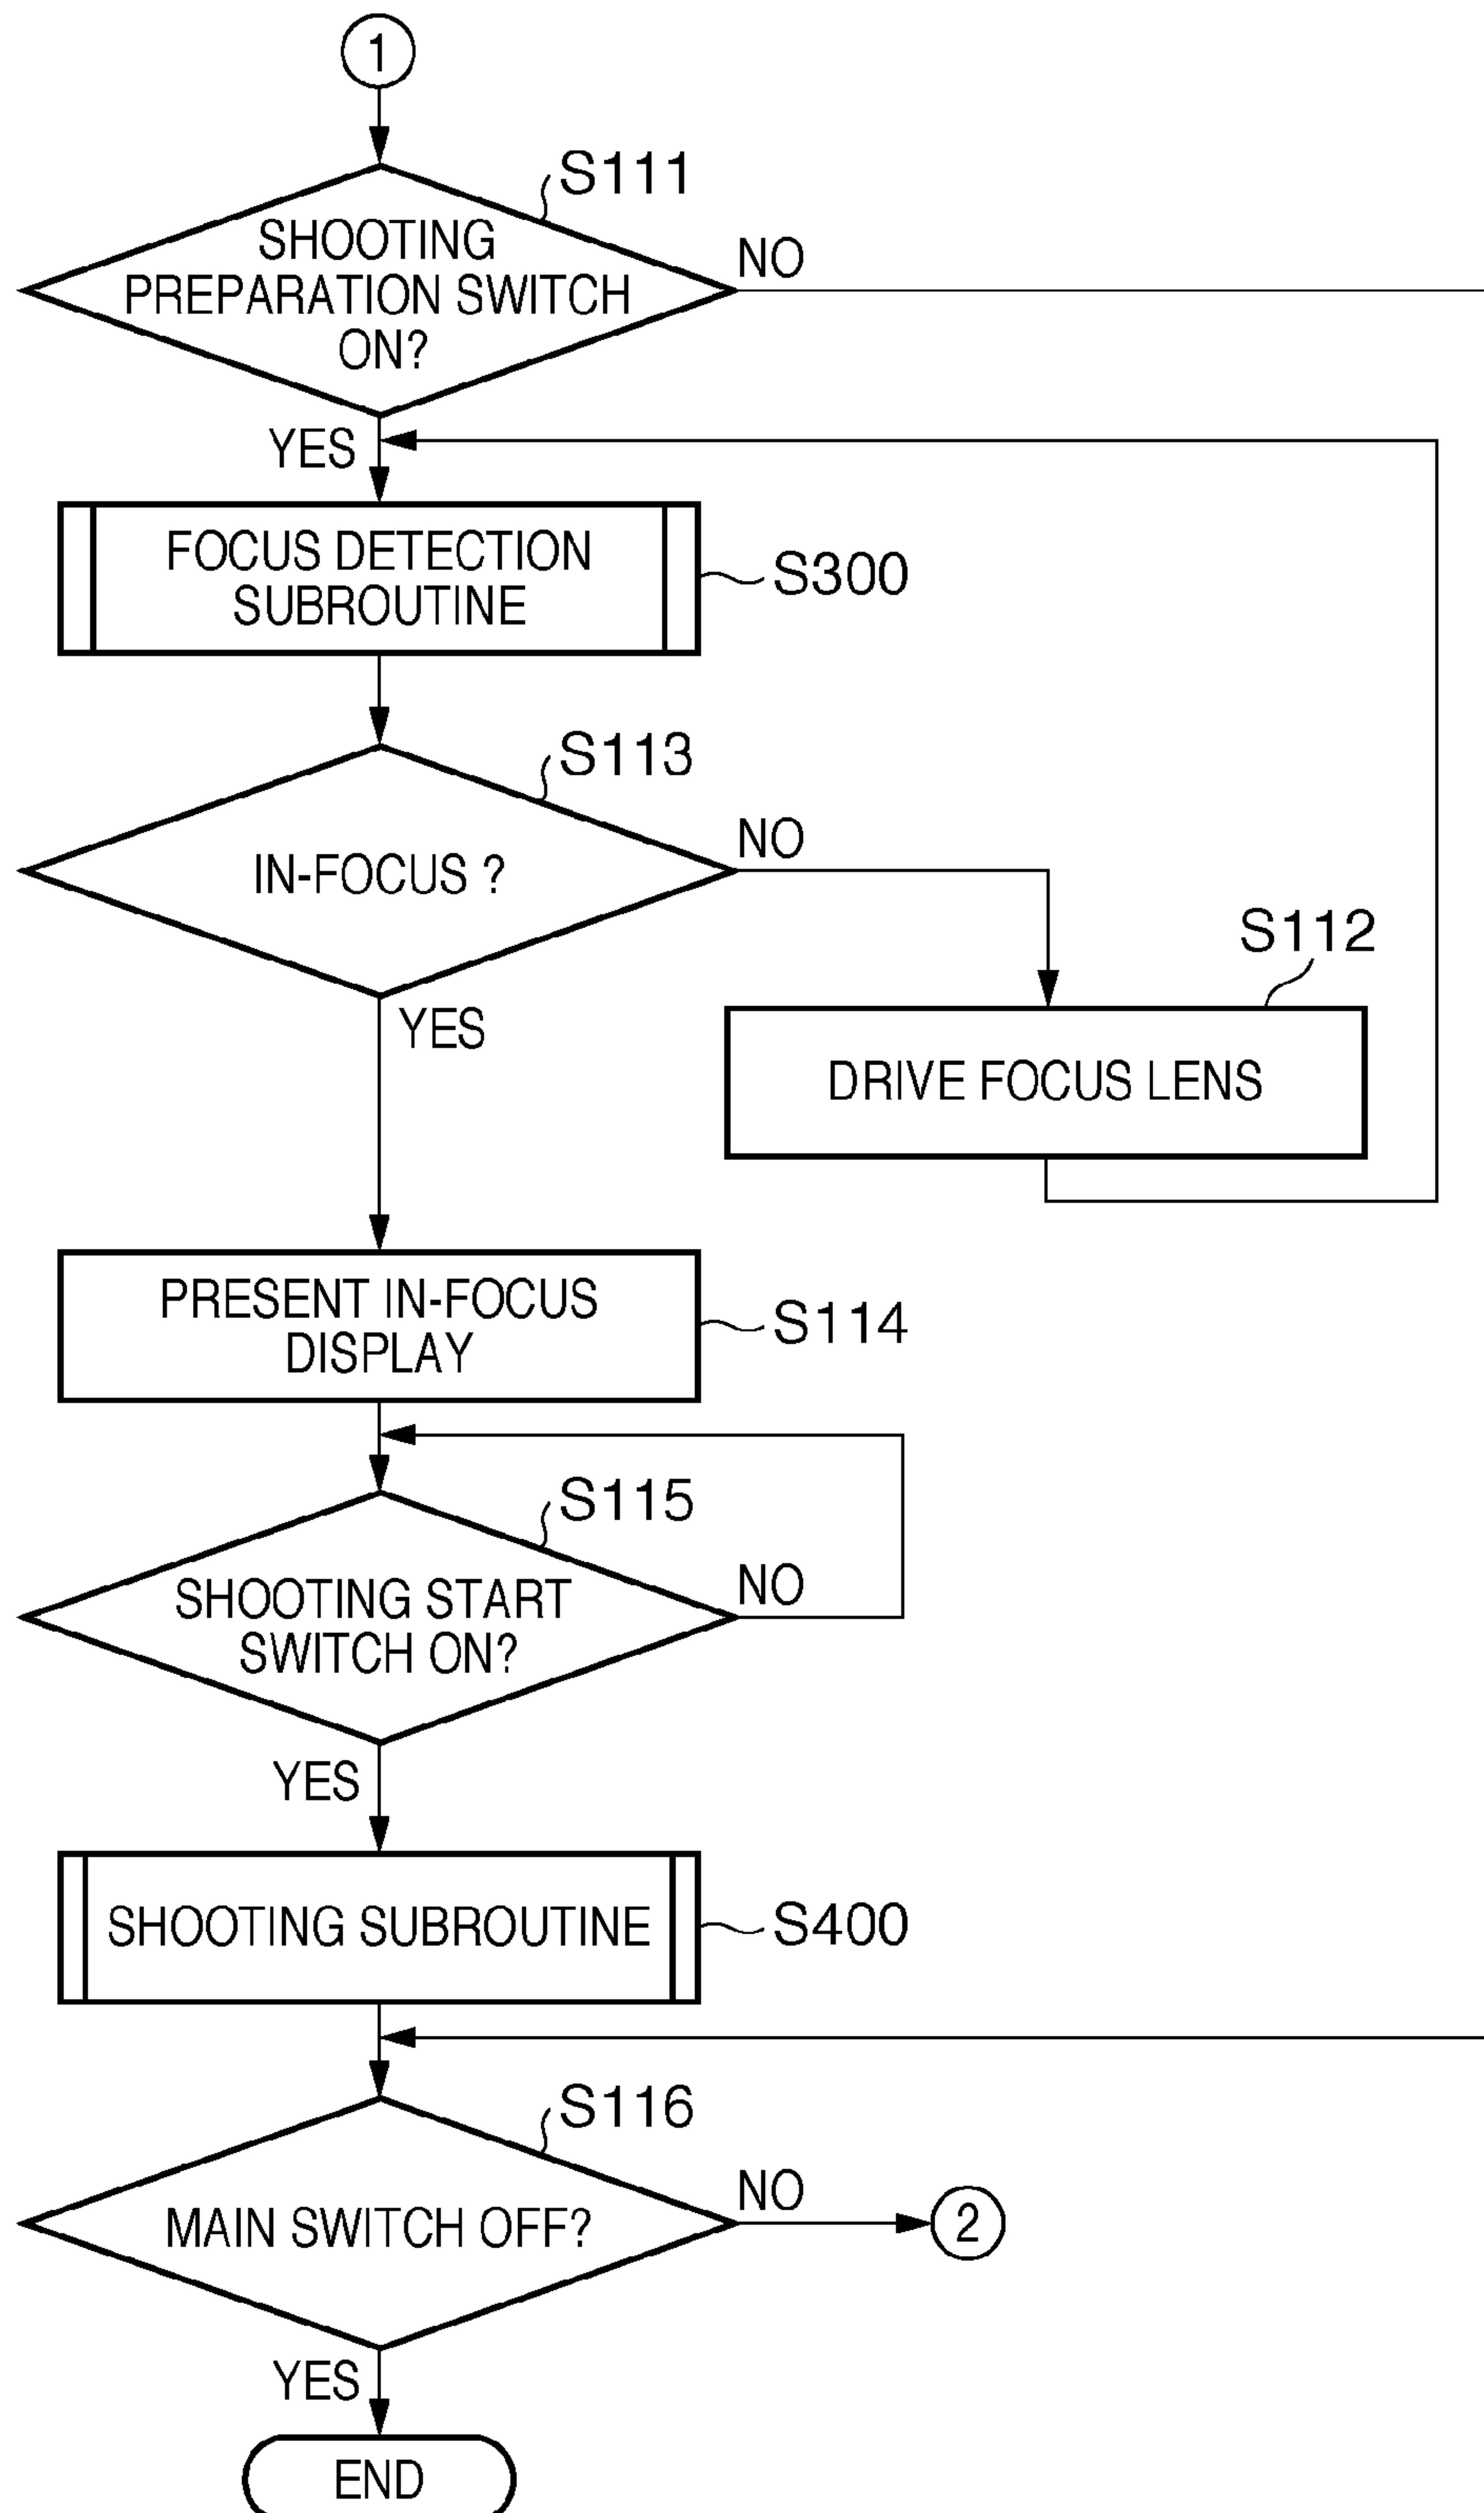 1
S111
SHOOTING
PREPARATION SWITCH
ON?
NO
YES
FOCUS DETECTION
SUBROUTINE
S300
S113
IN-FOCUS ?
NO
YES
S112
DRIVE FOCUS LENS
PRESENT IN-FOCUS
DISPLAY
S114
S115
SHOOTING START
SWITCH ON?
NO
YES
SHOOTING SUBROUTINE
S400
S116
MAIN SWITCH OFF?
NO
2
YES
END